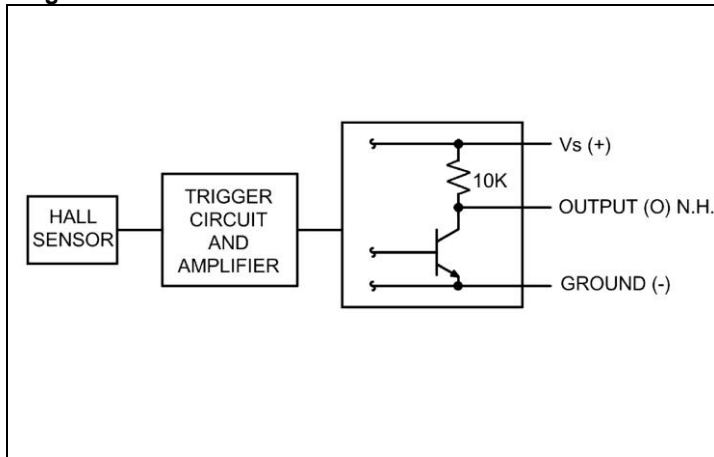 HALL
SENSOR
TRIGGER
CIRCUIT
AND
AMPLIFIER
10K
Vs (+)
OUTPUT (O) N.H.
GROUND (-)